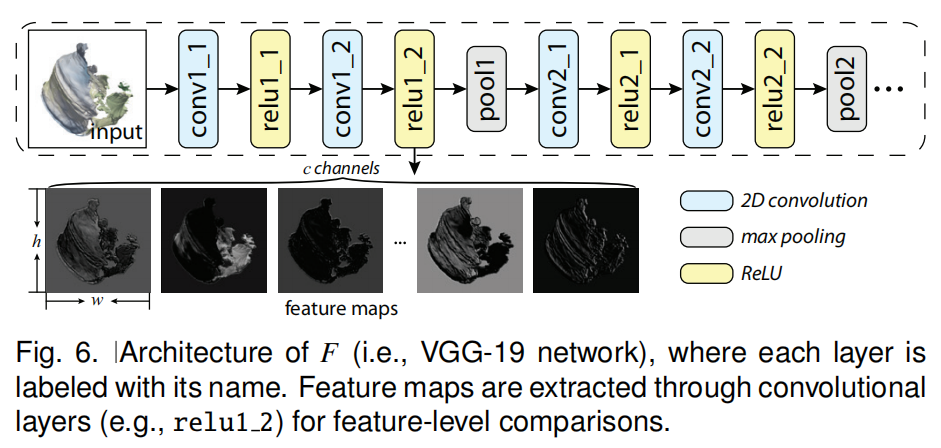 input
conv1_1
relu1_1
conv1_2
relu1_2
pool1
conv2_1
relu2_1
conv2_2
relu2_2
pool2
...
c channels
h
w
...
feature maps
2D convolution
max pooling
ReLU
Fig. 6. Architecture of F (i.e., VGG-19 network), where each layer is
labeled with its name. Feature maps are extracted through convolutional
layers (e.g., relu1_2) for feature-level comparisons.